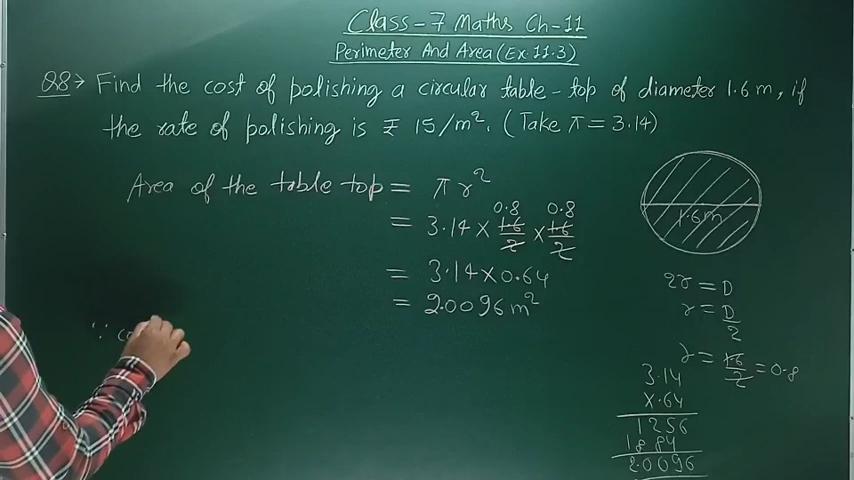 Class-7 Maths Ch-11
Perimeter And Area (Ex.11.3)
Q8→ Find the cost of polishing a circular table-top of diameter 1.6 m, if
the rate of polishing is ₹ 15/m². (Take π = 3.14)
Area of the table top = πr²
= 3.14 × 1.6/2 × 1.6/2
0.8 0.8
= 3.14 × 0.64
= 2.0096 m²
∵ co
1.6m
2r = D
r = D/2
r = 1.6/2 = 0.8
3.14
×.64
1256
1884
2.0096